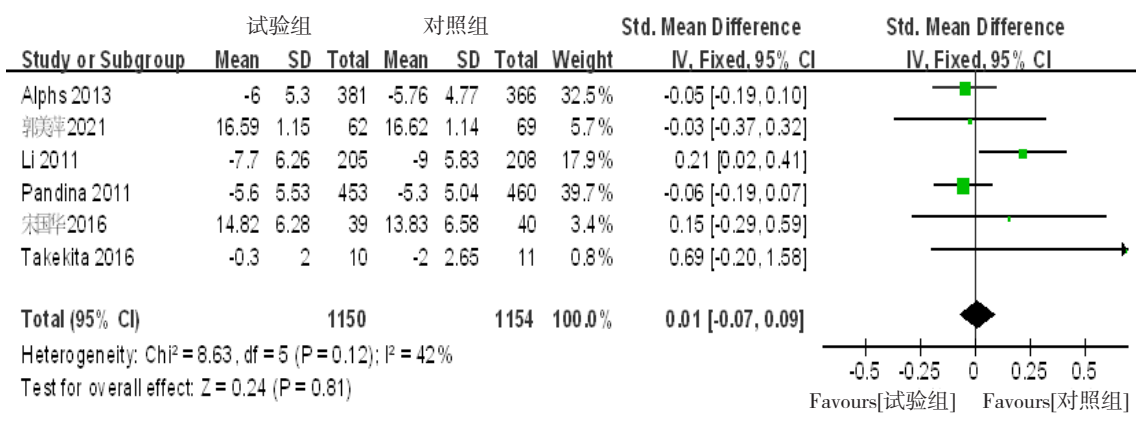 试验组 对照组 Std. Mean Difference Std. Mean Difference
Study or Subgroup Mean SD Total Mean SD Total Weight IV, Fixed, 95% CI IV, Fixed, 95% CI
Alphs 2013 -6 5.3 381 -5.76 4.77 366 32.5% -0.05 [-0.19, 0.10]
郭美萍2021 16.59 1.15 62 16.62 1.14 69 5.7% -0.03 [-0.37, 0.32]
Li 2011 -7.7 6.26 205 -9 5.83 208 17.9% 0.21 [0.02, 0.41]
Pandina 2011 -5.6 5.53 453 -5.3 5.04 460 39.7% -0.06 [-0.19, 0.07]
宋国华2016 14.82 6.28 39 13.83 6.58 40 3.4% 0.15 [-0.29, 0.59]
Takekita 2016 -0.3 2 10 -2 2.65 11 0.8% 0.69 [-0.20, 1.58]
Total (95% CI) 1150 1154 100.0% 0.01 [-0.07, 0.09]
Heterogeneity: Chi² = 8.63, df = 5 (P = 0.12); I² = 42%
Test for overall effect: Z = 0.24 (P = 0.81)
-0.5 -0.25 0 0.25 0.5
Favours[试验组] Favours[对照组]